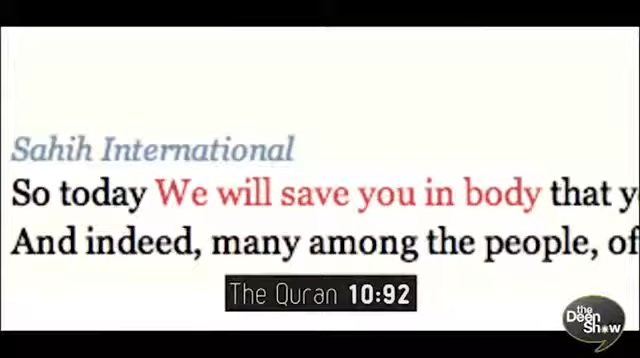 Sahih International
So today We will save you in body that y
And indeed, many among the people, of
The Quran 10:92
the
Deen
Show